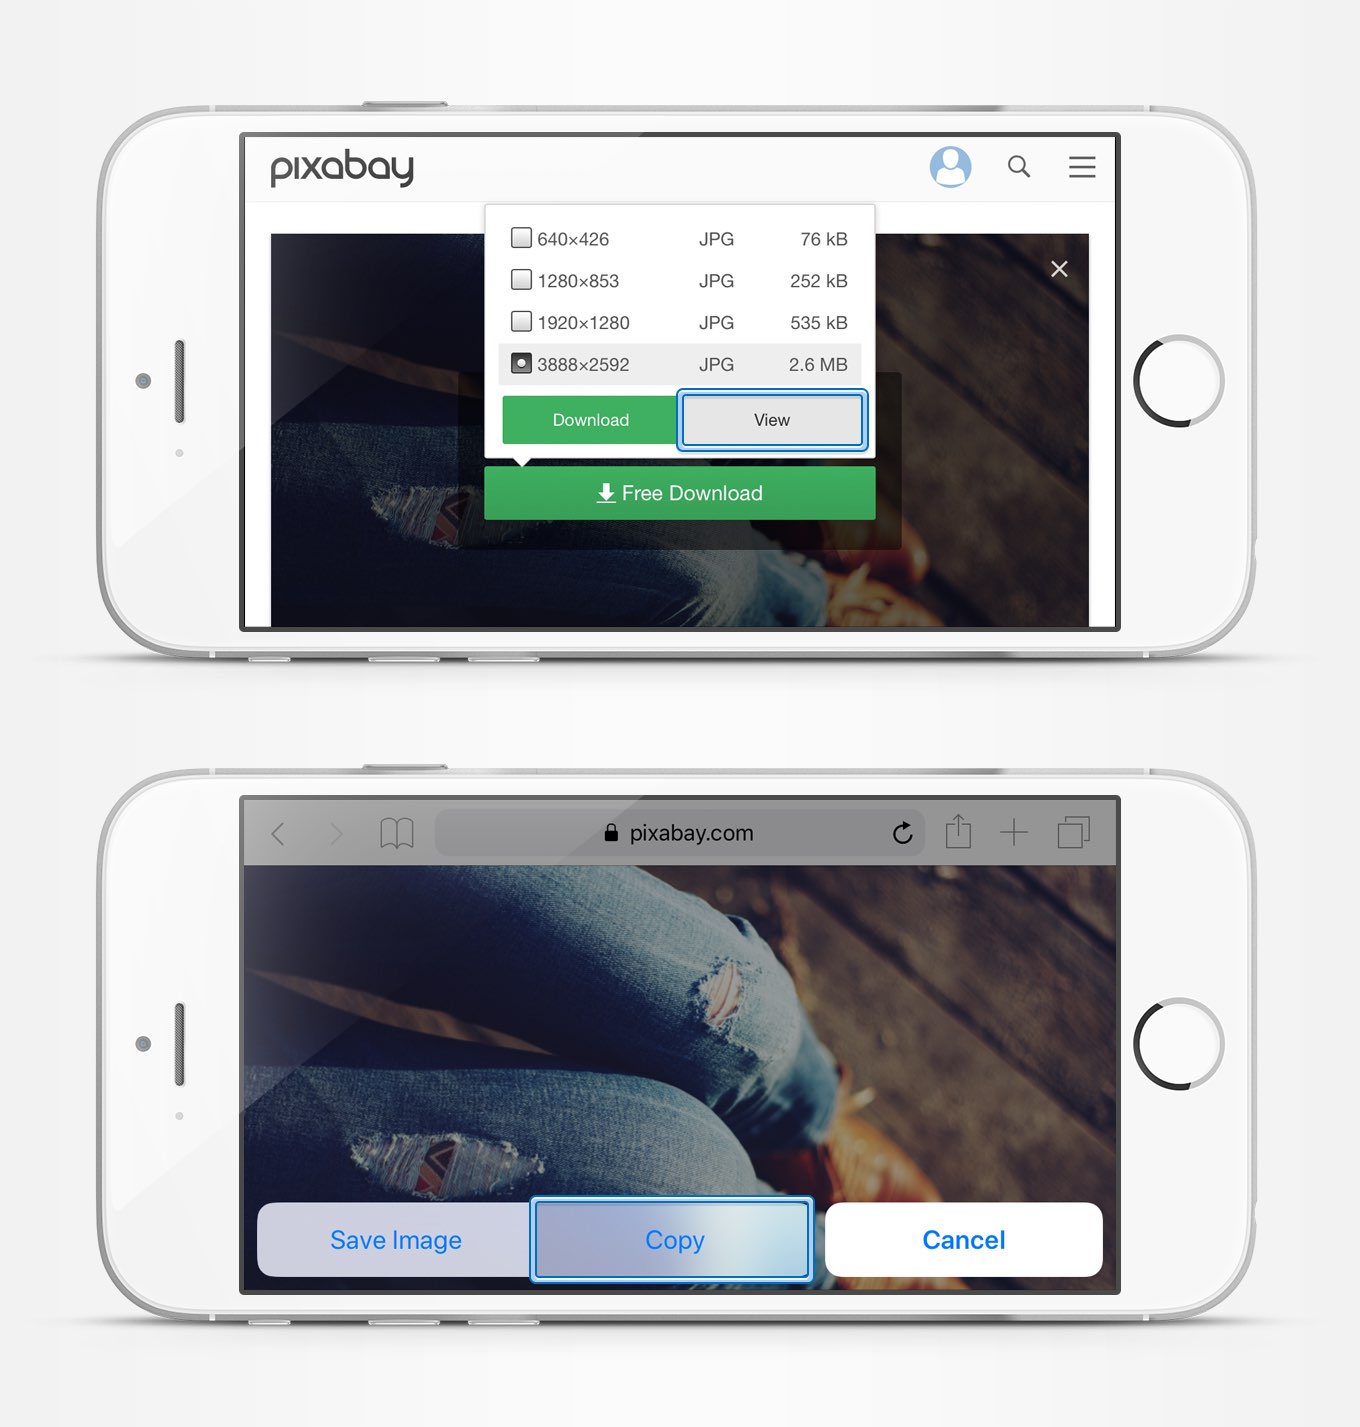 pixabay
640×426 JPG 76 kB
1280×853 JPG 252 kB
1920×1280 JPG 535 kB
3888×2592 JPG 2.6 MB
Download View
Free Download
pixabay.com
Save Image Copy Cancel